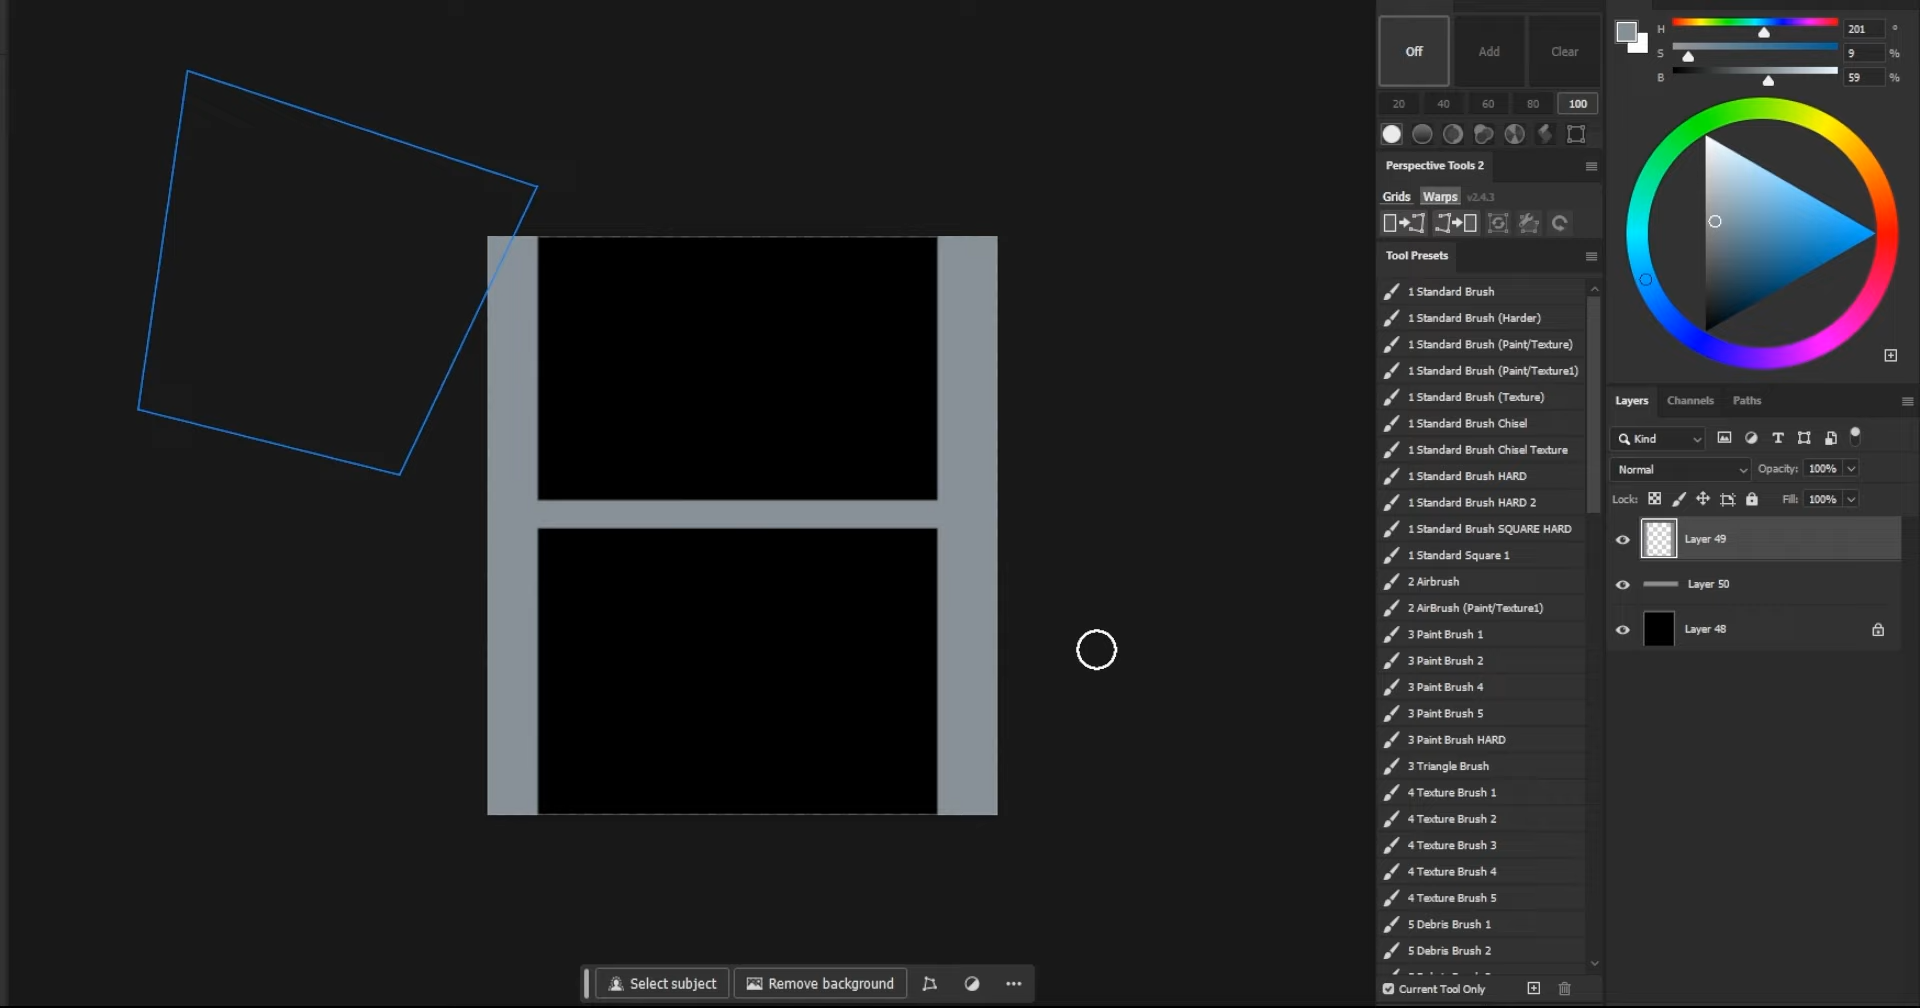 Off Add Clear
20 40 60 80 100
Perspective Tools 2
Grids Warps v2.4.3
Tool Presets
1 Standard Brush
1 Standard Brush (Harder)
1 Standard Brush (Paint/Texture)
1 Standard Brush (Paint/Texture1)
1 Standard Brush (Texture)
1 Standard Brush Chisel
1 Standard Brush Chisel Texture
1 Standard Brush HARD
1 Standard Brush HARD 2
1 Standard Brush SQUARE HARD
1 Standard Square 1
2 Airbrush
2 AirBrush (Paint/Texture1)
3 Paint Brush 1
3 Paint Brush 2
3 Paint Brush 4
3 Paint Brush 5
3 Paint Brush HARD
3 Triangle Brush
4 Texture Brush 1
4 Texture Brush 2
4 Texture Brush 3
4 Texture Brush 4
4 Texture Brush 5
5 Debris Brush 1
5 Debris Brush 2
Current Tool Only
H 201 °
S 9 %
B 59 %
Layers Channels Paths
Kind
Normal Opacity: 100%
Lock: Fill: 100%
Layer 49
Layer 50
Layer 48
Select subject Remove background